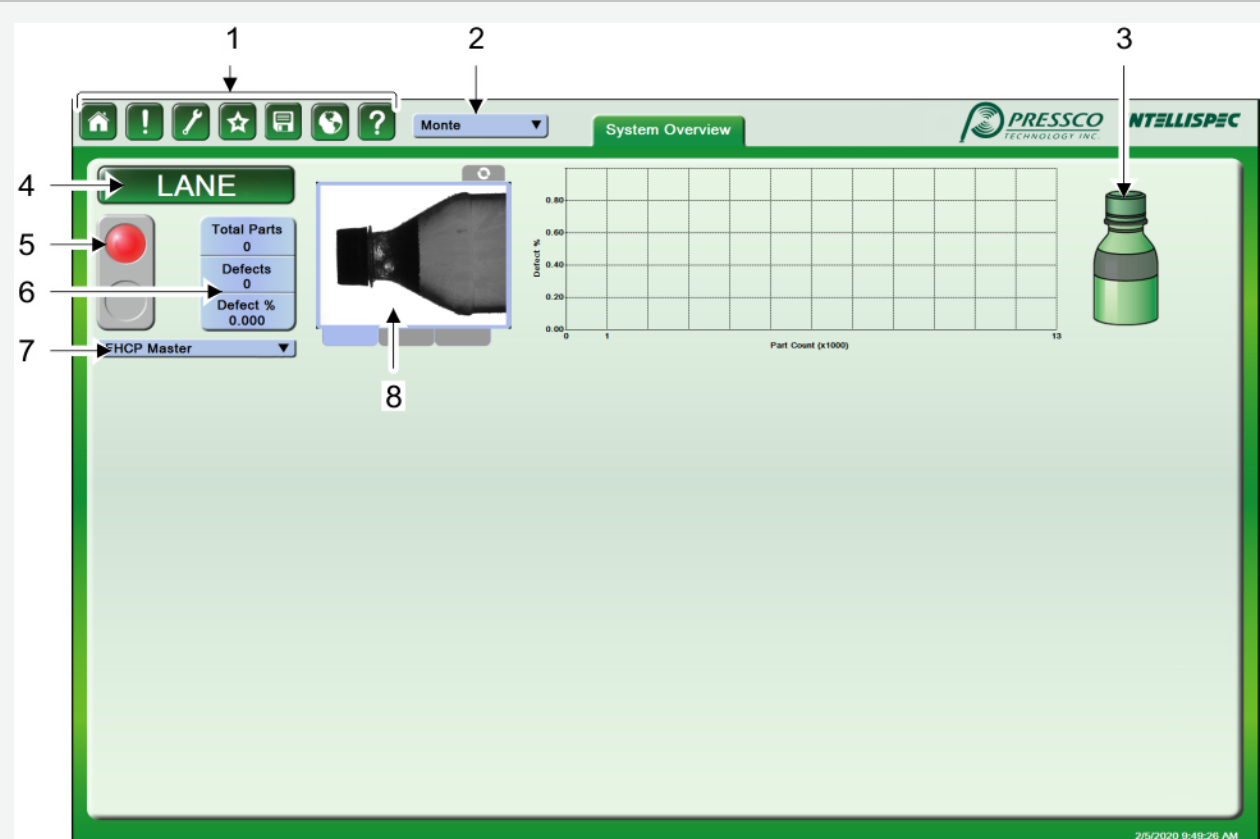 1
2
3
?
Monte
System Overview
PRESSCO
TECHNOLOGY INC.
NTELLISPEC
4
LANE
5
Total Parts
0
Defects
0
Defect %
0.000
6
7
FHCP Master
8
Defect %
0.80
0.60
0.40
0.20
0.00
0
1
13
Part Count (x1000)
2/5/2020 9:49:26 AM